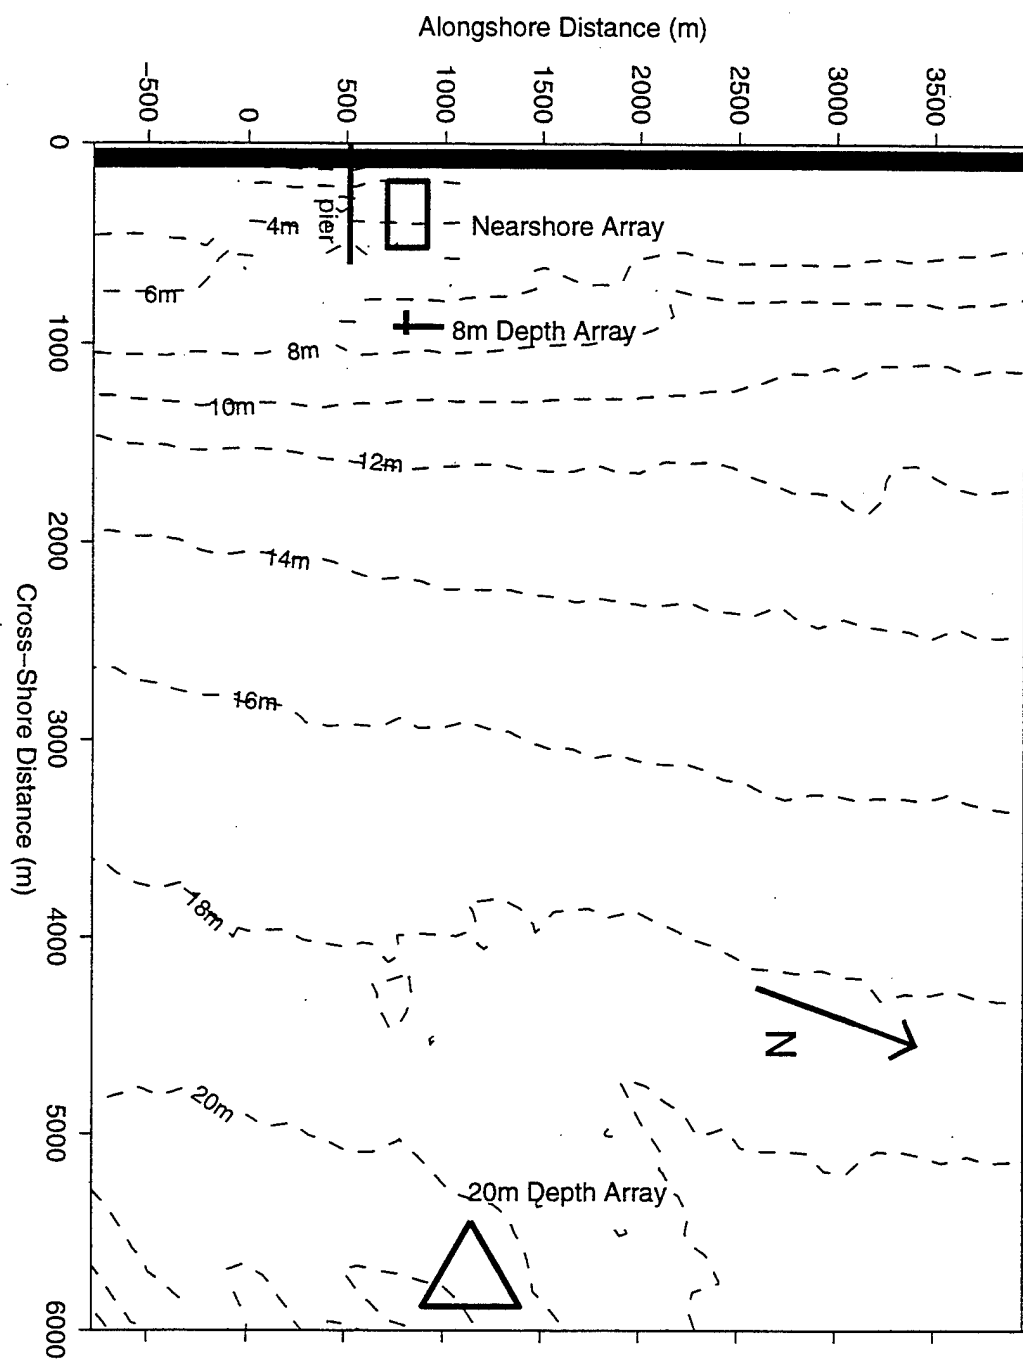 Alongshore Distance (m)
−500
0
500
1000
1500
2000
2500
3000
3500
0
pier
4m
Nearshore Array
6m
1000
8m Depth Array
8m
10m
12m
2000
14m
Cross−Shore Distance (m)
16m
3000
18m
4000
N
20m
5000
20m Depth Array
6000